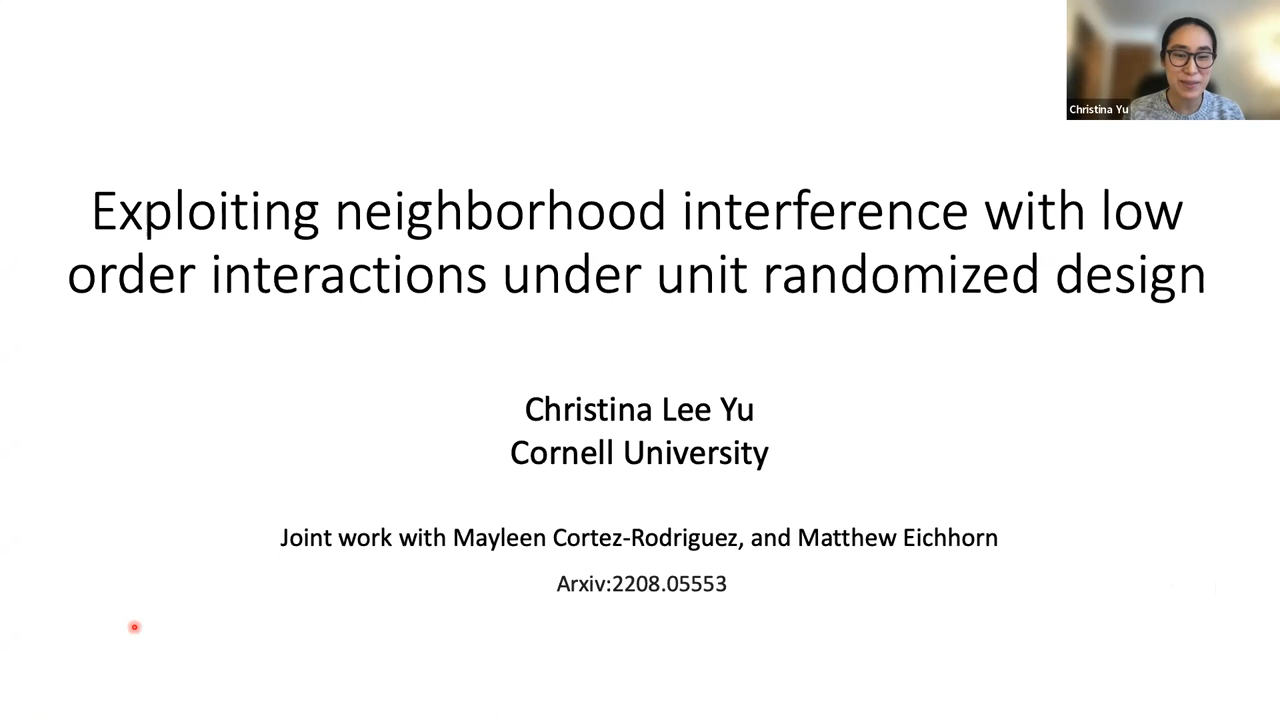 Christina Yu
Exploiting neighborhood interference with low
order interactions under unit randomized design
Christina Lee Yu
Cornell University
Joint work with Mayleen Cortez-Rodriguez, and Matthew Eichhorn
Arxiv:2208.05553